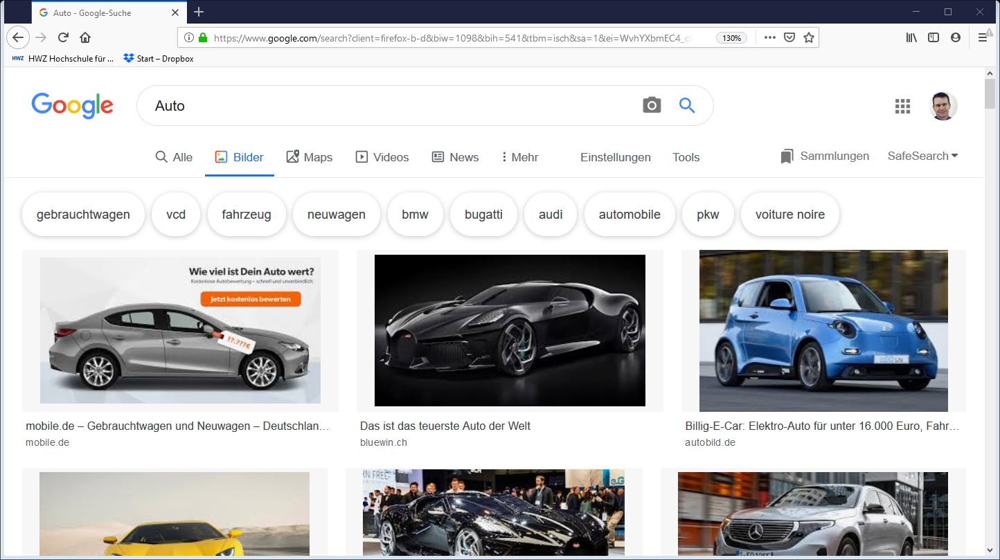 Auto - Google-Suche
https://www.google.com/search?client=firefox-b-d&biw=1098&bih=541&tbm=isch&sa=1&ei=WvhYXbmEC4_
130%
HWZ HWZ Hochschule für ...
Start – Dropbox
Google
Auto
Alle
Bilder
Maps
Videos
News
Mehr
Einstellungen
Tools
Sammlungen
SafeSearch
gebrauchtwagen
vcd
fahrzeug
neuwagen
bmw
bugatti
audi
automobile
pkw
voiture noire
Wie viel ist Dein Auto wert?
Kostenlose Autobewertung – schnell und unverbindlich
Jetzt kostenlos bewerten
??.???€
mobile.de – Gebrauchtwagen und Neuwagen – Deutschlan...
mobile.de
Das ist das teuerste Auto der Welt
bluewin.ch
Billig-E-Car: Elektro-Auto für unter 16.000 Euro, Fahr...
autobild.de
e.G